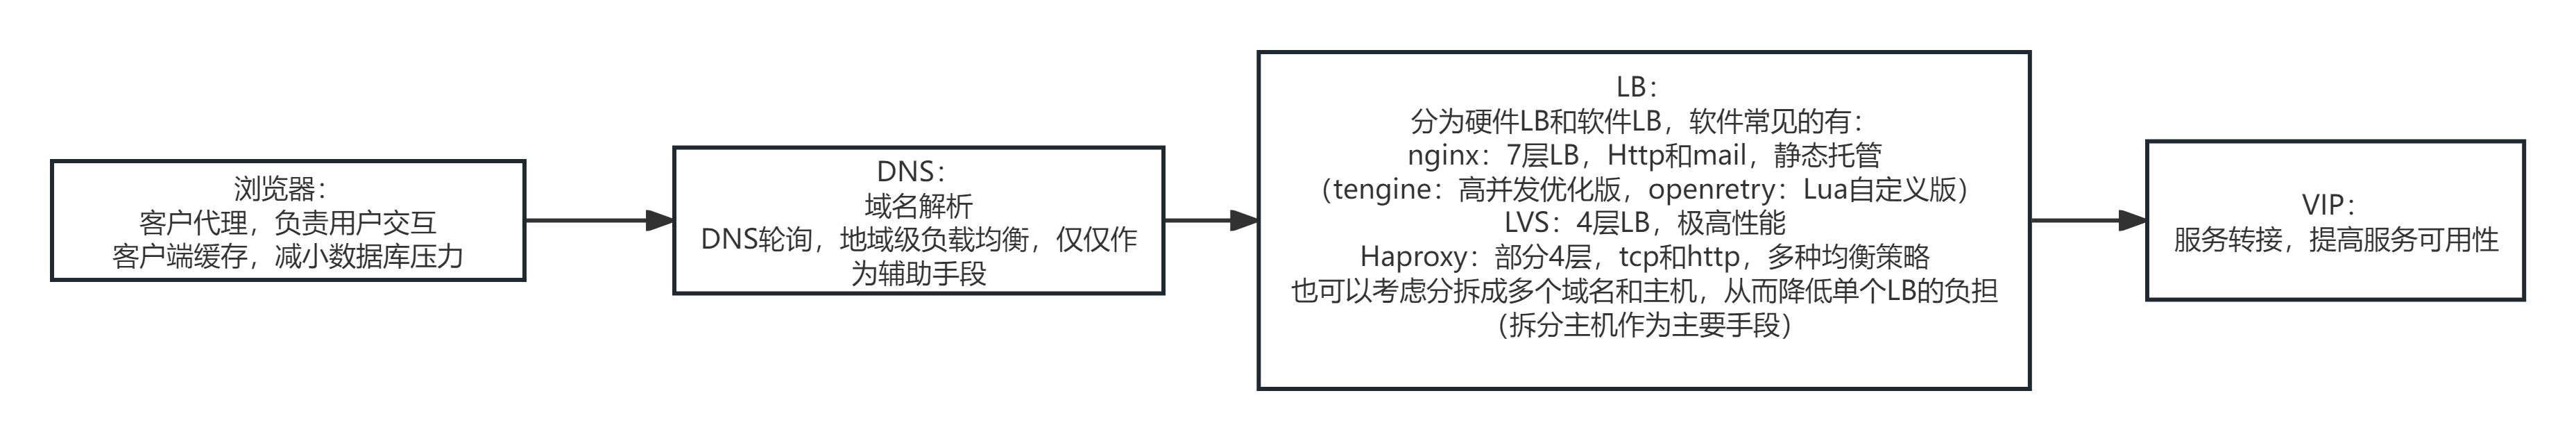 浏览器：
客户代理，负责用户交互
客户端缓存，减小数据库压力
DNS：
域名解析
DNS轮询，地域级负载均衡，仅仅作
为辅助手段
LB：
分为硬件LB和软件LB，软件常见的有：
nginx：7层LB，Http和mail，静态托管
（tengine：高并发优化版，openretry：Lua自定义版）
LVS：4层LB，极高性能
Haproxy：部分4层，tcp和http，多种均衡策略
也可以考虑分拆成多个域名和主机，从而降低单个LB的负担
（拆分主机作为主要手段）
VIP：
服务转接，提高服务可用性